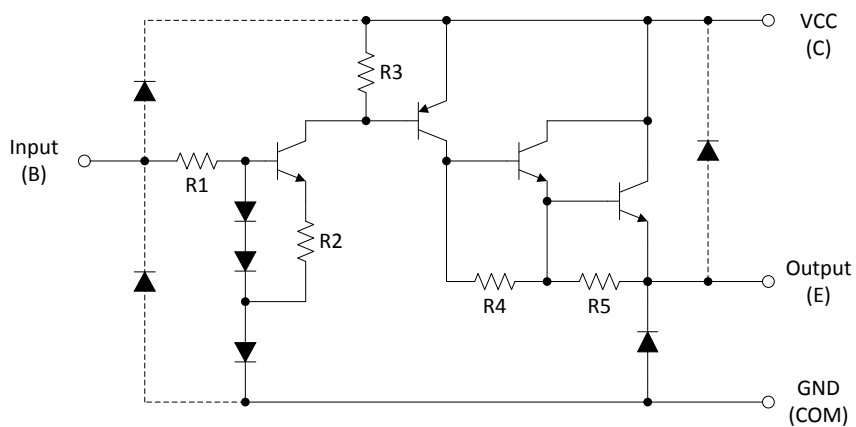 VCC
(C)
R3
Input
(B)
R1
R2
R4
R5
Output
(E)
GND
(COM)